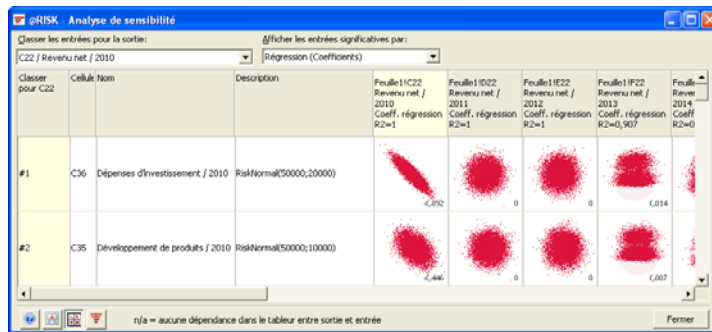 @RISK - Analyse de sensibilité
Classer les entrées pour la sortie:
Afficher les entrées significatives par:
C22 / Revenu net / 2010
Régression (Coefficients)
Classer pour C22
Cellule
Nom
Description
Feuille1!C22 Revenu net / 2010 Coeff. régression R2=1
Feuille1!D22 Revenu net / 2011 Coeff. régression R2=1
Feuille1!E22 Revenu net / 2012 Coeff. régression R2=1
Feuille1!F22 Revenu net / 2013 Coeff. régression R2=0,907
#1
C36
Dépenses d'investissement / 2010
RiskNormal(50000;20000)
0
0
0,014
#2
C35
Développement de produits / 2010
RiskNormal(50000;10000)
-0,446
0
0
0,007
n/a = aucune dépendance dans le tableur entre sortie et entrée
Fermer